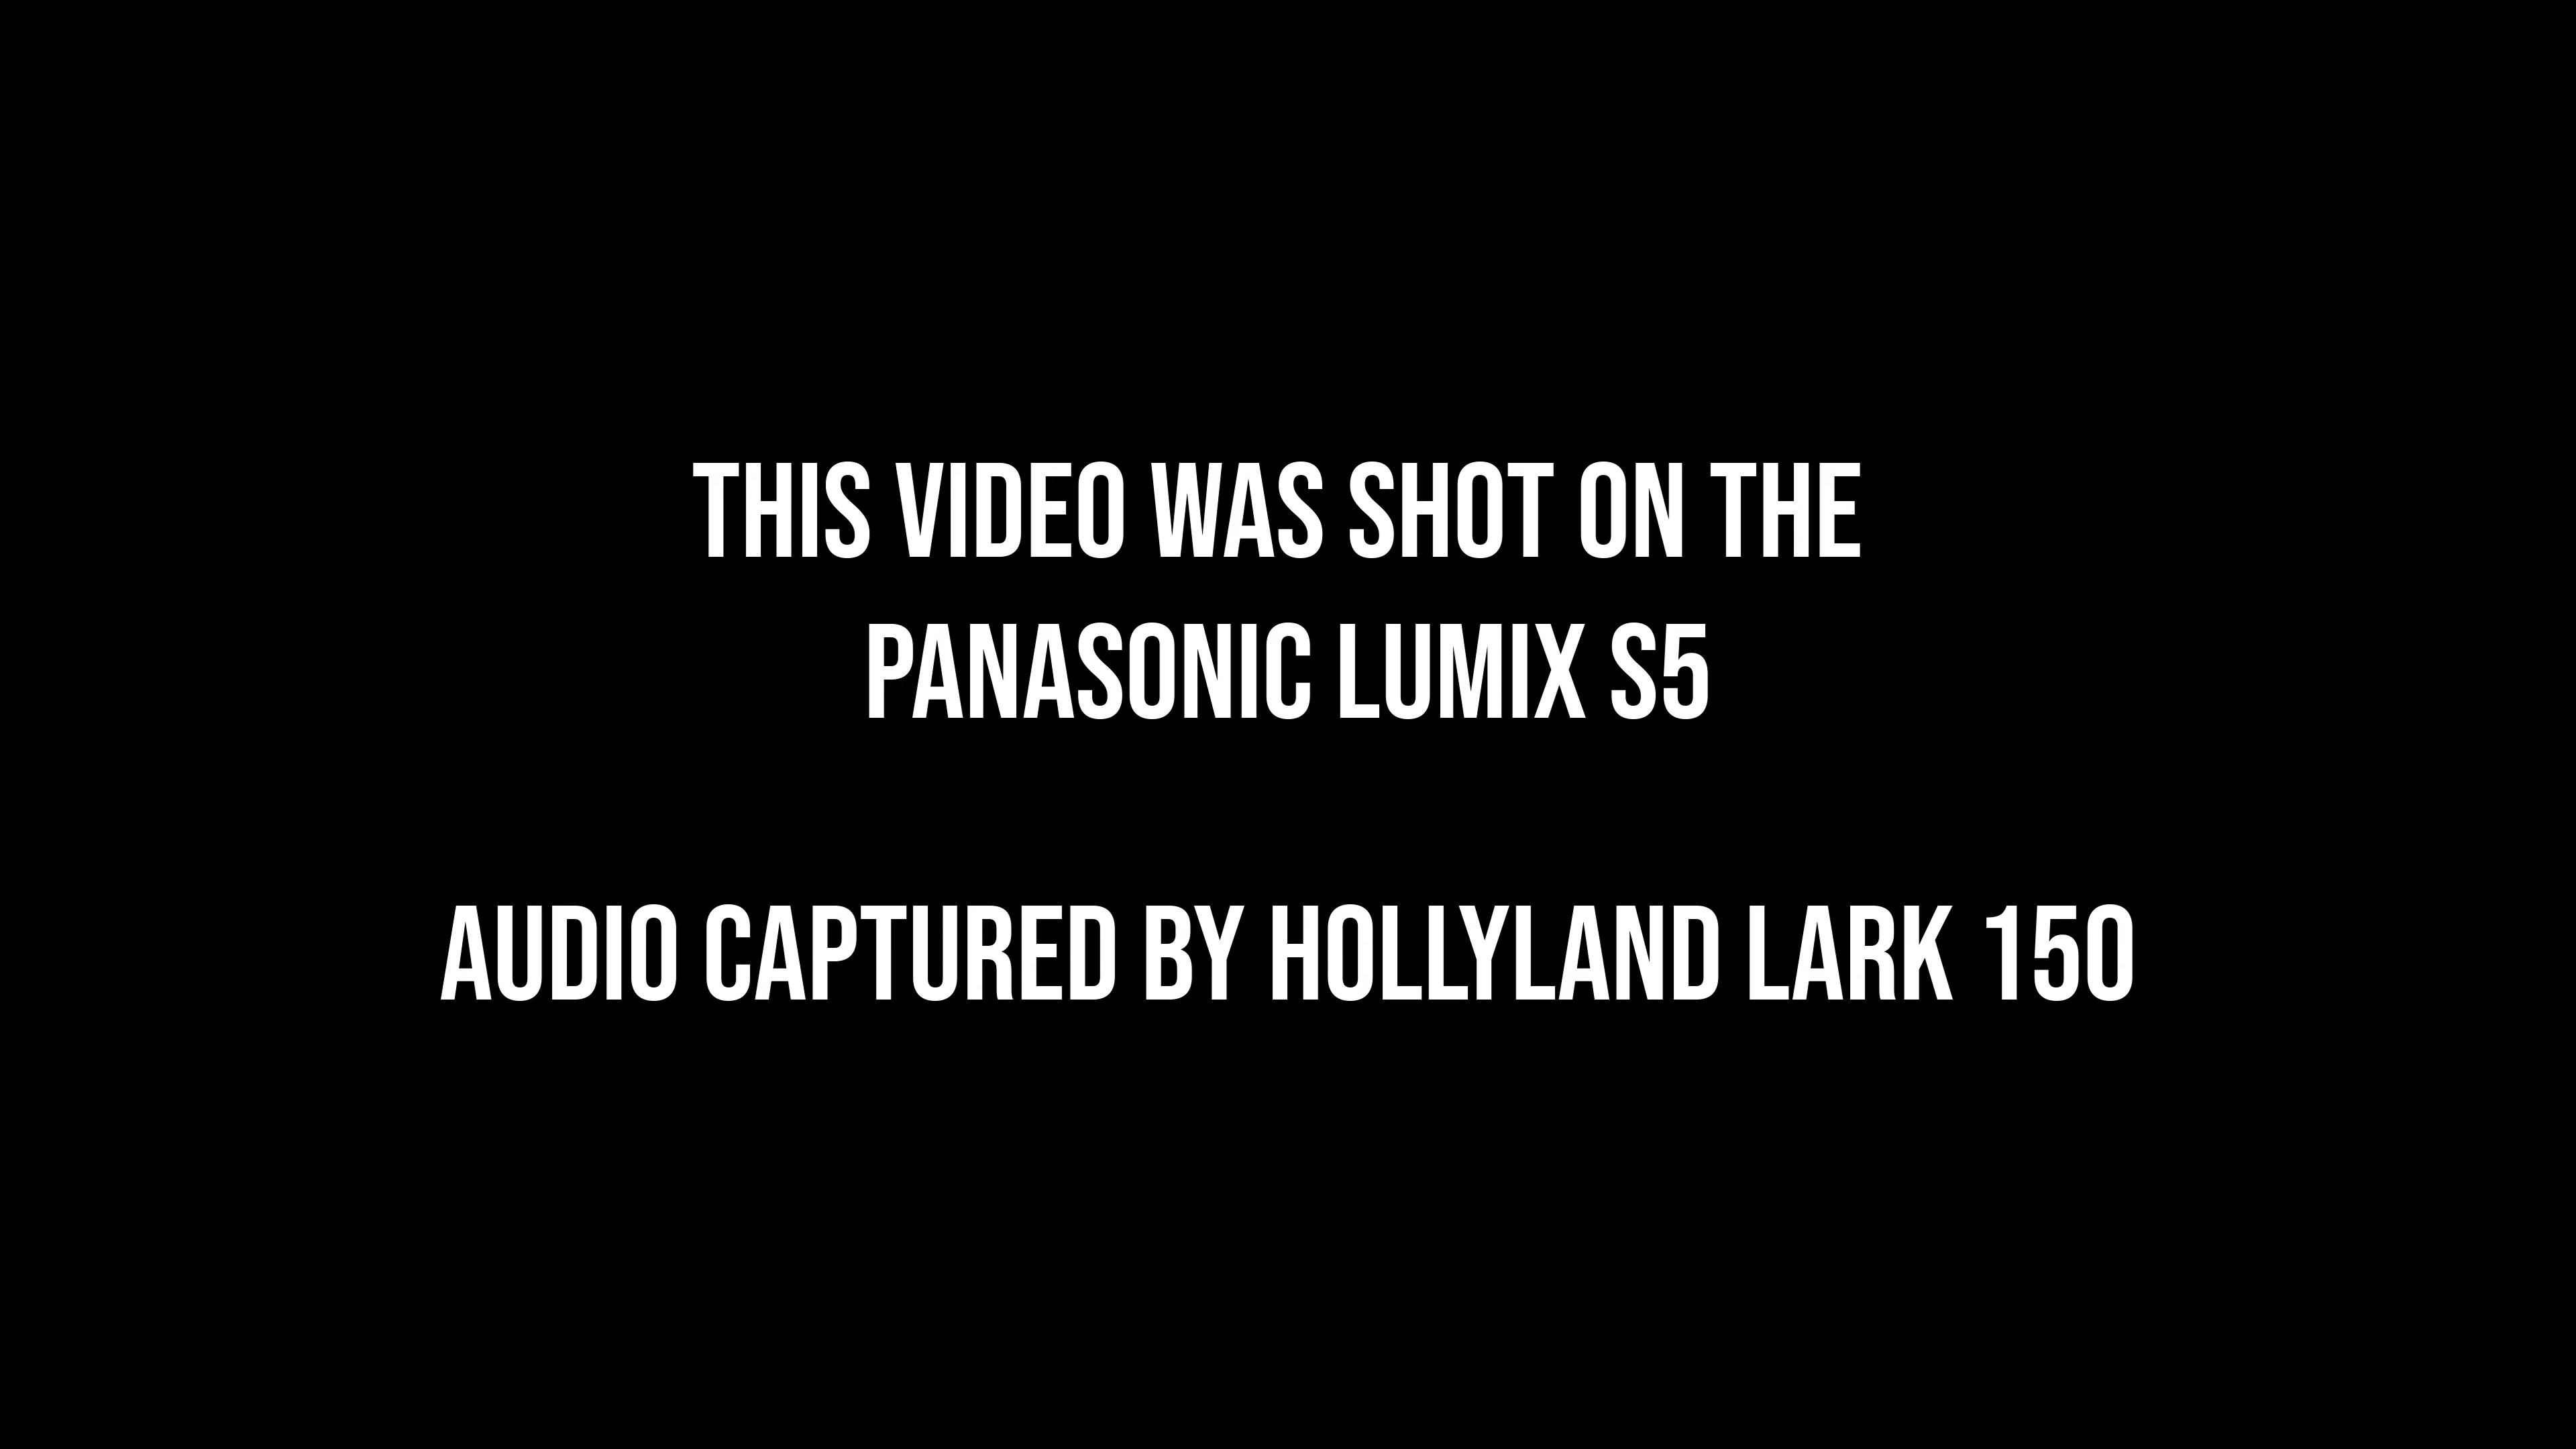 THIS VIDEO WAS SHOT ON THE
PANASONIC LUMIX S5
AUDIO CAPTURED BY HOLLYLAND LARK 150